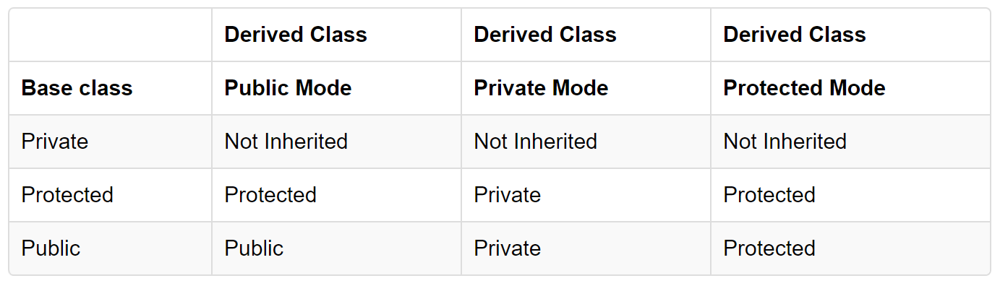 Derived Class Derived Class Derived Class
Base class Public Mode Private Mode Protected Mode
Private Not Inherited Not Inherited Not Inherited
Protected Protected Private Protected
Public Public Private Protected